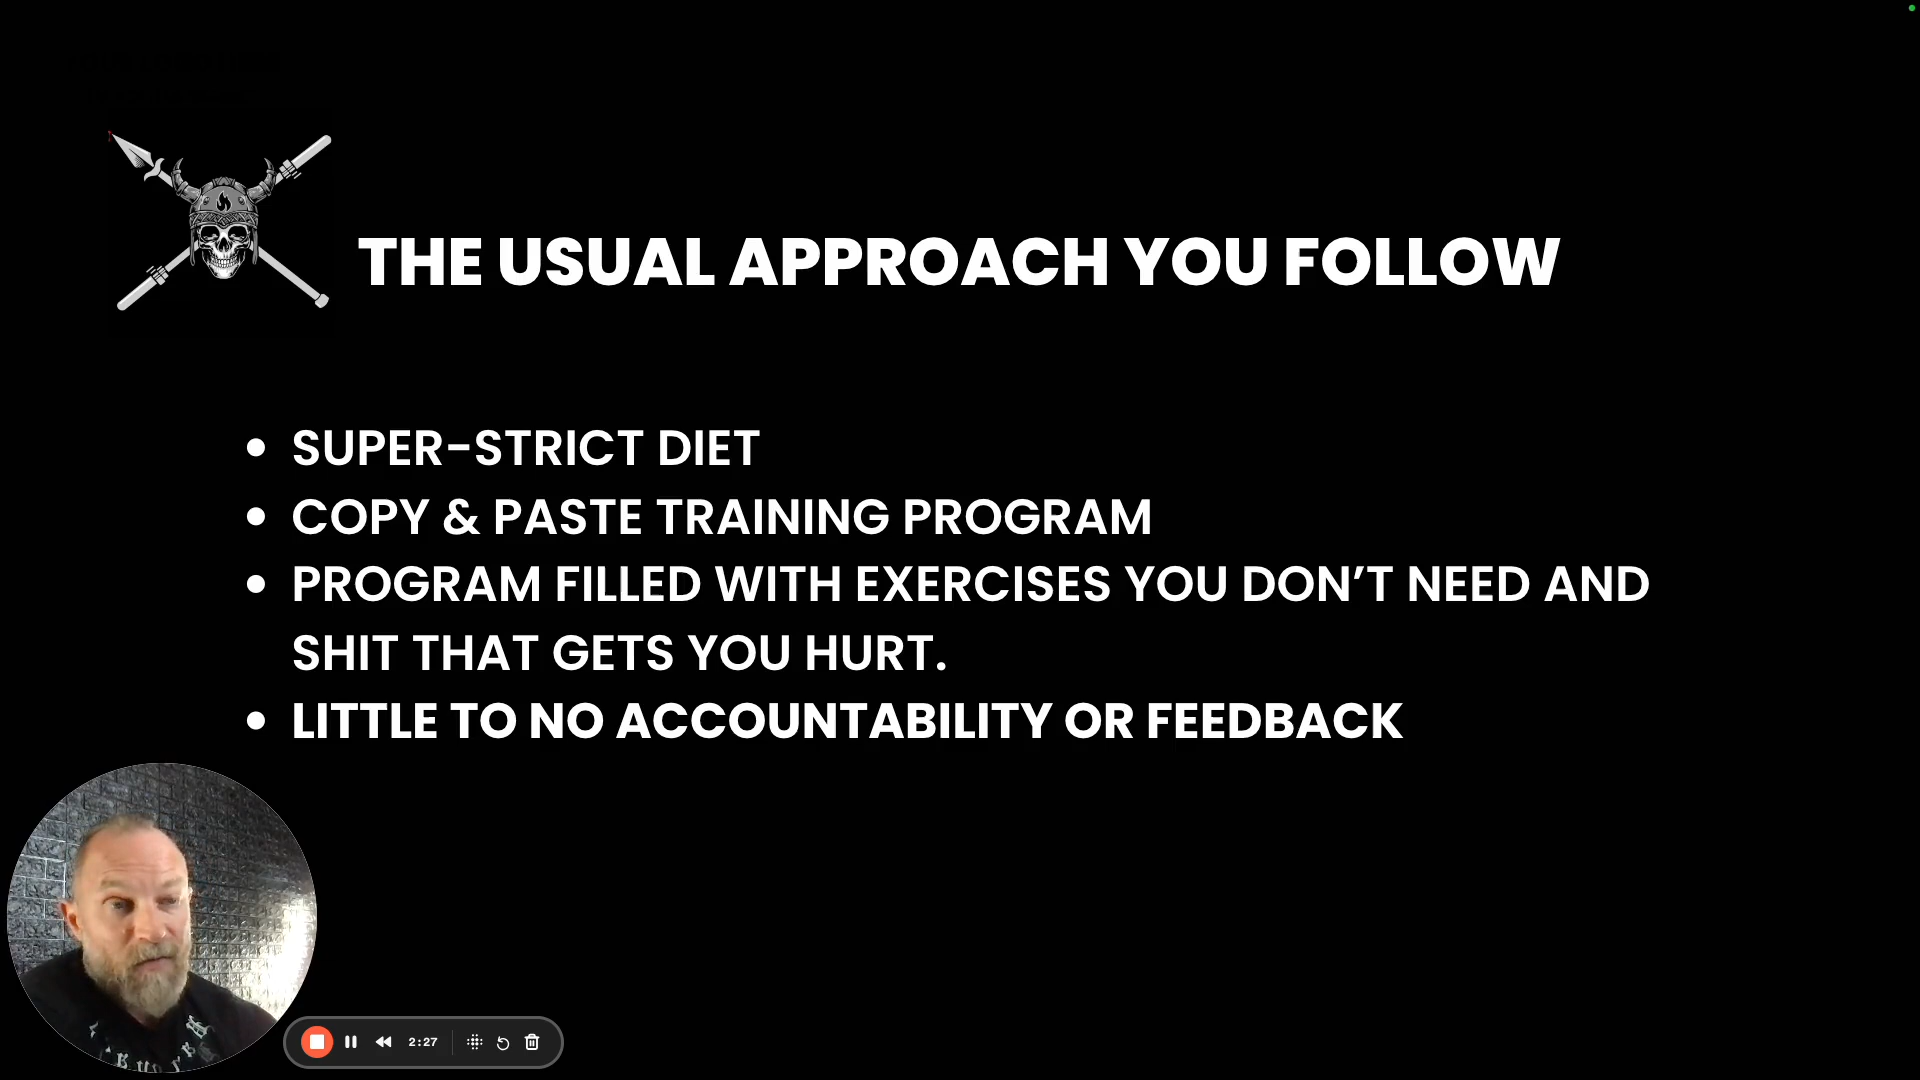 THE USUAL APPROACH YOU FOLLOW
• SUPER-STRICT DIET
• COPY & PASTE TRAINING PROGRAM
• PROGRAM FILLED WITH EXERCISES YOU DON’T NEED AND
SHIT THAT GETS YOU HURT.
• LITTLE TO NO ACCOUNTABILITY OR FEEDBACK
2:27